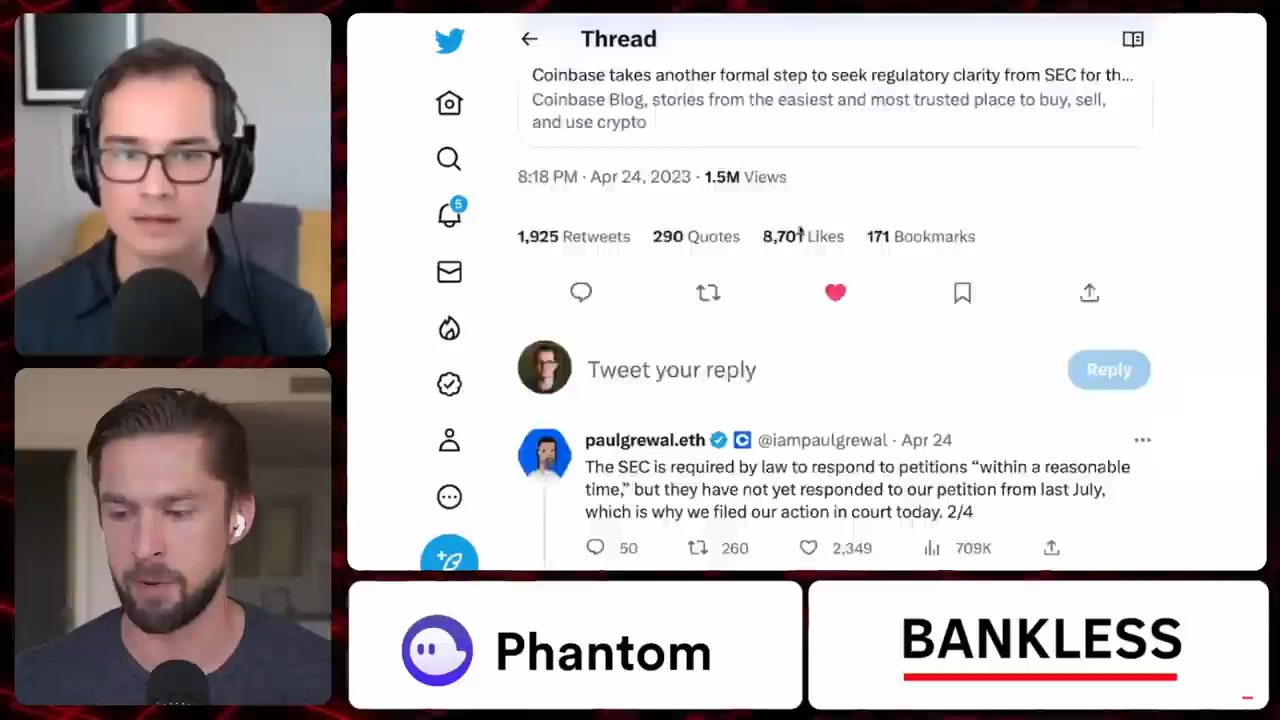 Thread
Coinbase takes another formal step to seek regulatory clarity from SEC for th...
Coinbase Blog, stories from the easiest and most trusted place to buy, sell,
and use crypto
8:18 PM · Apr 24, 2023 · 1.5M Views
5
1,925 Retweets 290 Quotes 8,701 Likes 171 Bookmarks
Tweet your reply
Reply
paulgrewal.eth @iampaulgrewal · Apr 24
The SEC is required by law to respond to petitions “within a reasonable
time,” but they have not yet responded to our petition from last July,
which is why we filed our action in court today. 2/4
50 260 2,349 709K
Phantom
BANKLESS